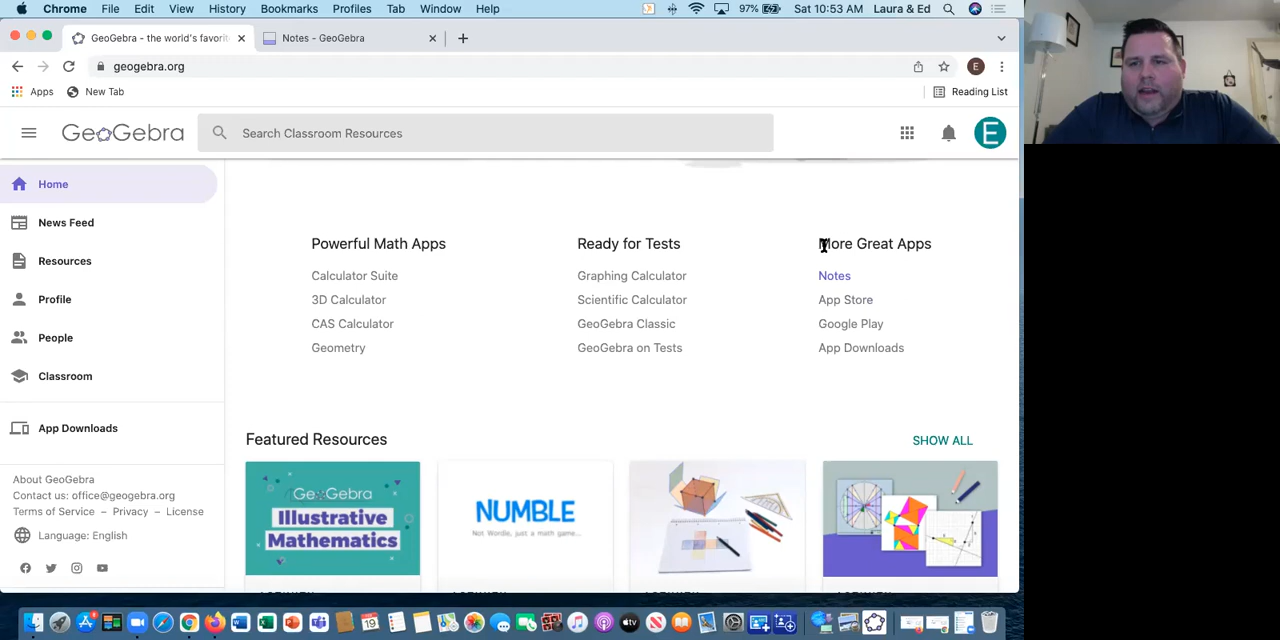 Chrome File Edit View History Bookmarks Profiles Tab Window Help 97% Sat 10:53 AM Laura & Ed
GeoGebra - the world's favorit Notes - GeoGebra
geogebra.org E
Apps New Tab Reading List
GeoGebra Search Classroom Resources E
Home
News Feed
Resources
Profile
People
Classroom
App Downloads
About GeoGebra
Contact us: office@geogebra.org
Terms of Service – Privacy – License
Language: English
Powerful Math Apps
Calculator Suite
3D Calculator
CAS Calculator
Geometry
Ready for Tests
Graphing Calculator
Scientific Calculator
GeoGebra Classic
GeoGebra on Tests
More Great Apps
Notes
App Store
Google Play
App Downloads
Featured Resources SHOW ALL
GeoGebra
Illustrative
Mathematics
NUMBLE
Not Wordle, just a math game...